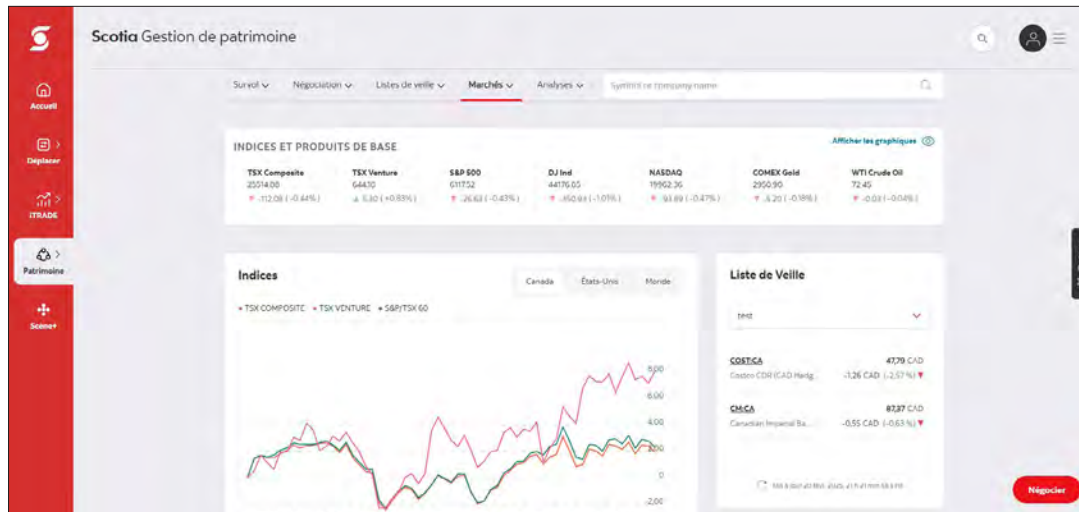 Scotia Gestion de patrimoine
Accueil
Déplacer
iTRADE
Patrimoine
Scène+
Survol Négociation Listes de veille Marchés Analyses Symbol or company name
INDICES ET PRODUITS DE BASE Afficher les graphiques
TSX Composite TSX Venture S&P 500 DJ Ind NASDAQ COMEX Gold WTI Crude Oil
25514.08 644.10 6117.52 44176.65 19962.36 2950.90 72.45
-112.08 (-0.44%) 5.30 (+0.83%) -26.63 (-0.43%) -450.93 (-1.01%) -93.89 (-0.47%) -5.20 (-0.18%) -0.03 (-0.04%)
Indices Canada États-Unis Monde
TSX COMPOSITE TSX VENTURE S&P/TSX 60
8,00
6,00
4,00
2,00
0
-2,00
Liste de Veille
test
COST:CA 47,79 CAD
Costco CDR (CAD Hedg... -1,26 CAD (-2,57 %)
CM:CA 87,37 CAD
Canadian Imperial Ba... -0,55 CAD (-0,63 %)
Négocier